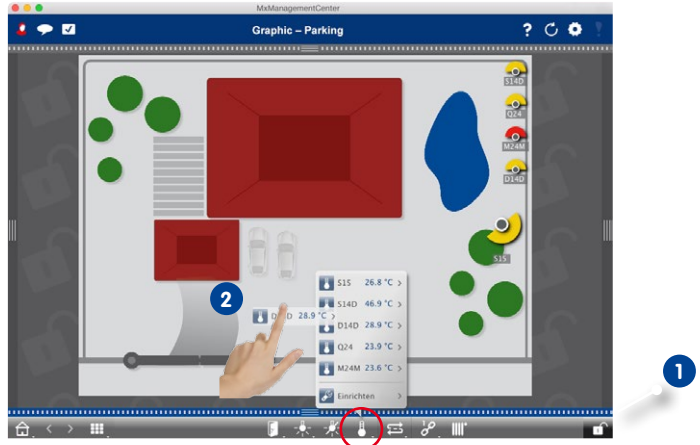 MxManagementCenter
Graphic – Parking
?
S14D
Q24
M24M
D14D
S15
S15 26.8 °C >
S14D 46.9 °C >
D14D 28.9 °C >
Q24 23.9 °C >
M24M 23.6 °C >
Einrichten >
2
D14D 28.9 °C >
1